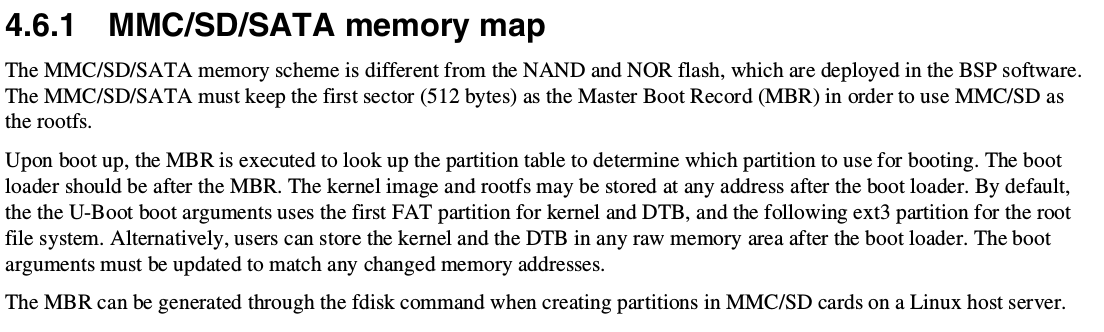 4.6.1 MMC/SD/SATA memory map
The MMC/SD/SATA memory scheme is different from the NAND and NOR flash, which are deployed in the BSP software.
The MMC/SD/SATA must keep the first sector (512 bytes) as the Master Boot Record (MBR) in order to use MMC/SD as
the rootfs.
Upon boot up, the MBR is executed to look up the partition table to determine which partition to use for booting. The boot
loader should be after the MBR. The kernel image and rootfs may be stored at any address after the boot loader. By default,
the the U-Boot boot arguments uses the first FAT partition for kernel and DTB, and the following ext3 partition for the root
file system. Alternatively, users can store the kernel and the DTB in any raw memory area after the boot loader. The boot
arguments must be updated to match any changed memory addresses.
The MBR can be generated through the fdisk command when creating partitions in MMC/SD cards on a Linux host server.